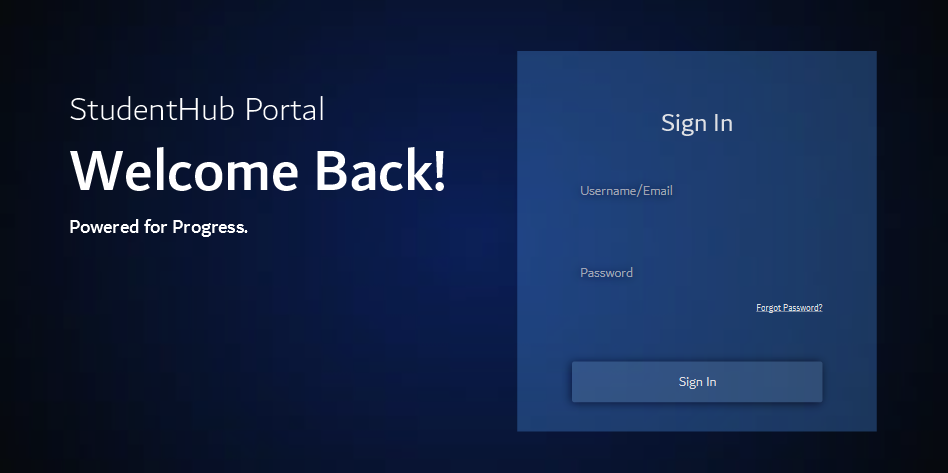 StudentHub Portal
Welcome Back!
Powered for Progress.
Sign In
Username/Email
Password
Forgot Password?
Sign In